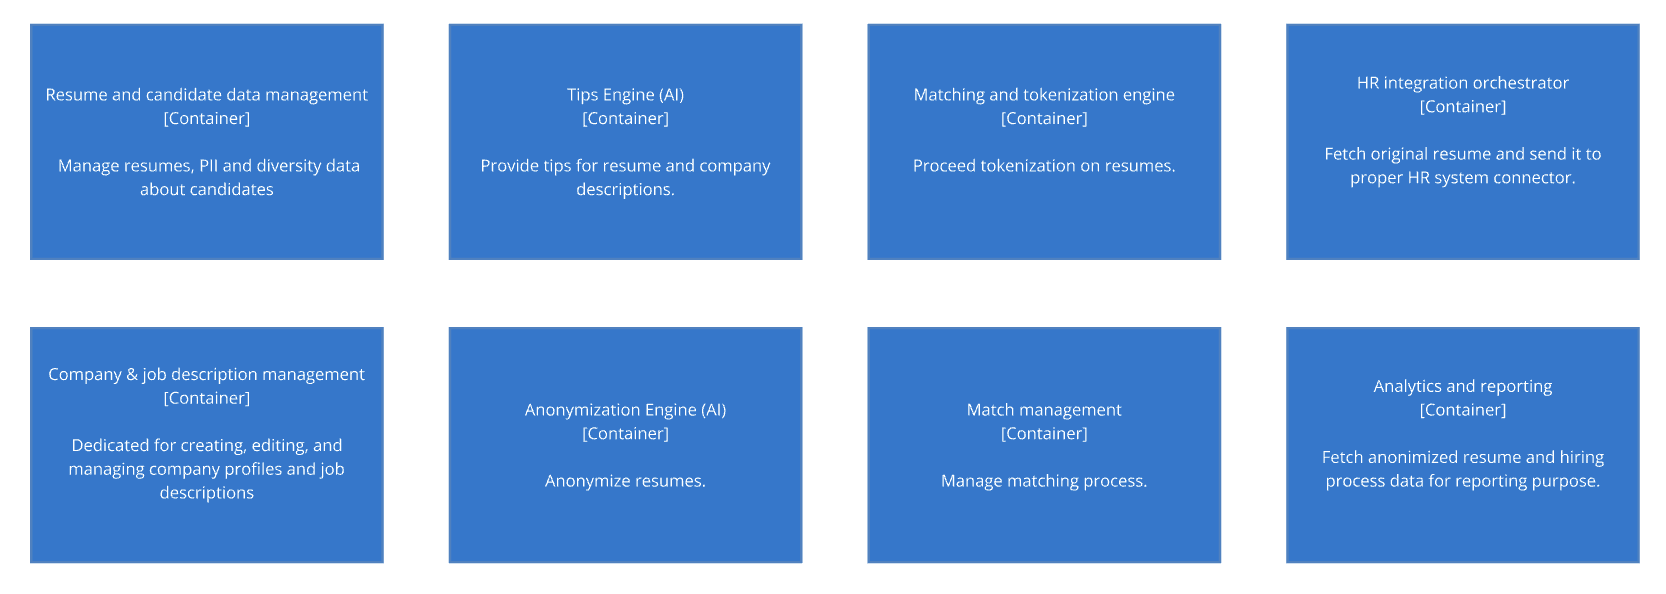 Resume and candidate data management
[Container]
Manage resumes, PII and diversity data
about candidates
Tips Engine (AI)
[Container]
Provide tips for resume and company
descriptions.
Matching and tokenization engine
[Container]
Proceed tokenization on resumes.
HR integration orchestrator
[Container]
Fetch original resume and send it to
proper HR system connector.
Company & job description management
[Container]
Dedicated for creating, editing, and
managing company profiles and job
descriptions
Anonymization Engine (AI)
[Container]
Anonymize resumes.
Match management
[Container]
Manage matching process.
Analytics and reporting
[Container]
Fetch anonimized resume and hiring
process data for reporting purpose.